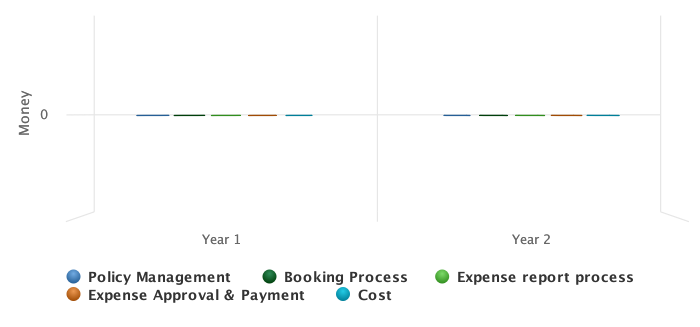 Money
0
Year 1
Year 2
Policy Management
Booking Process
Expense report process
Expense Approval & Payment
Cost